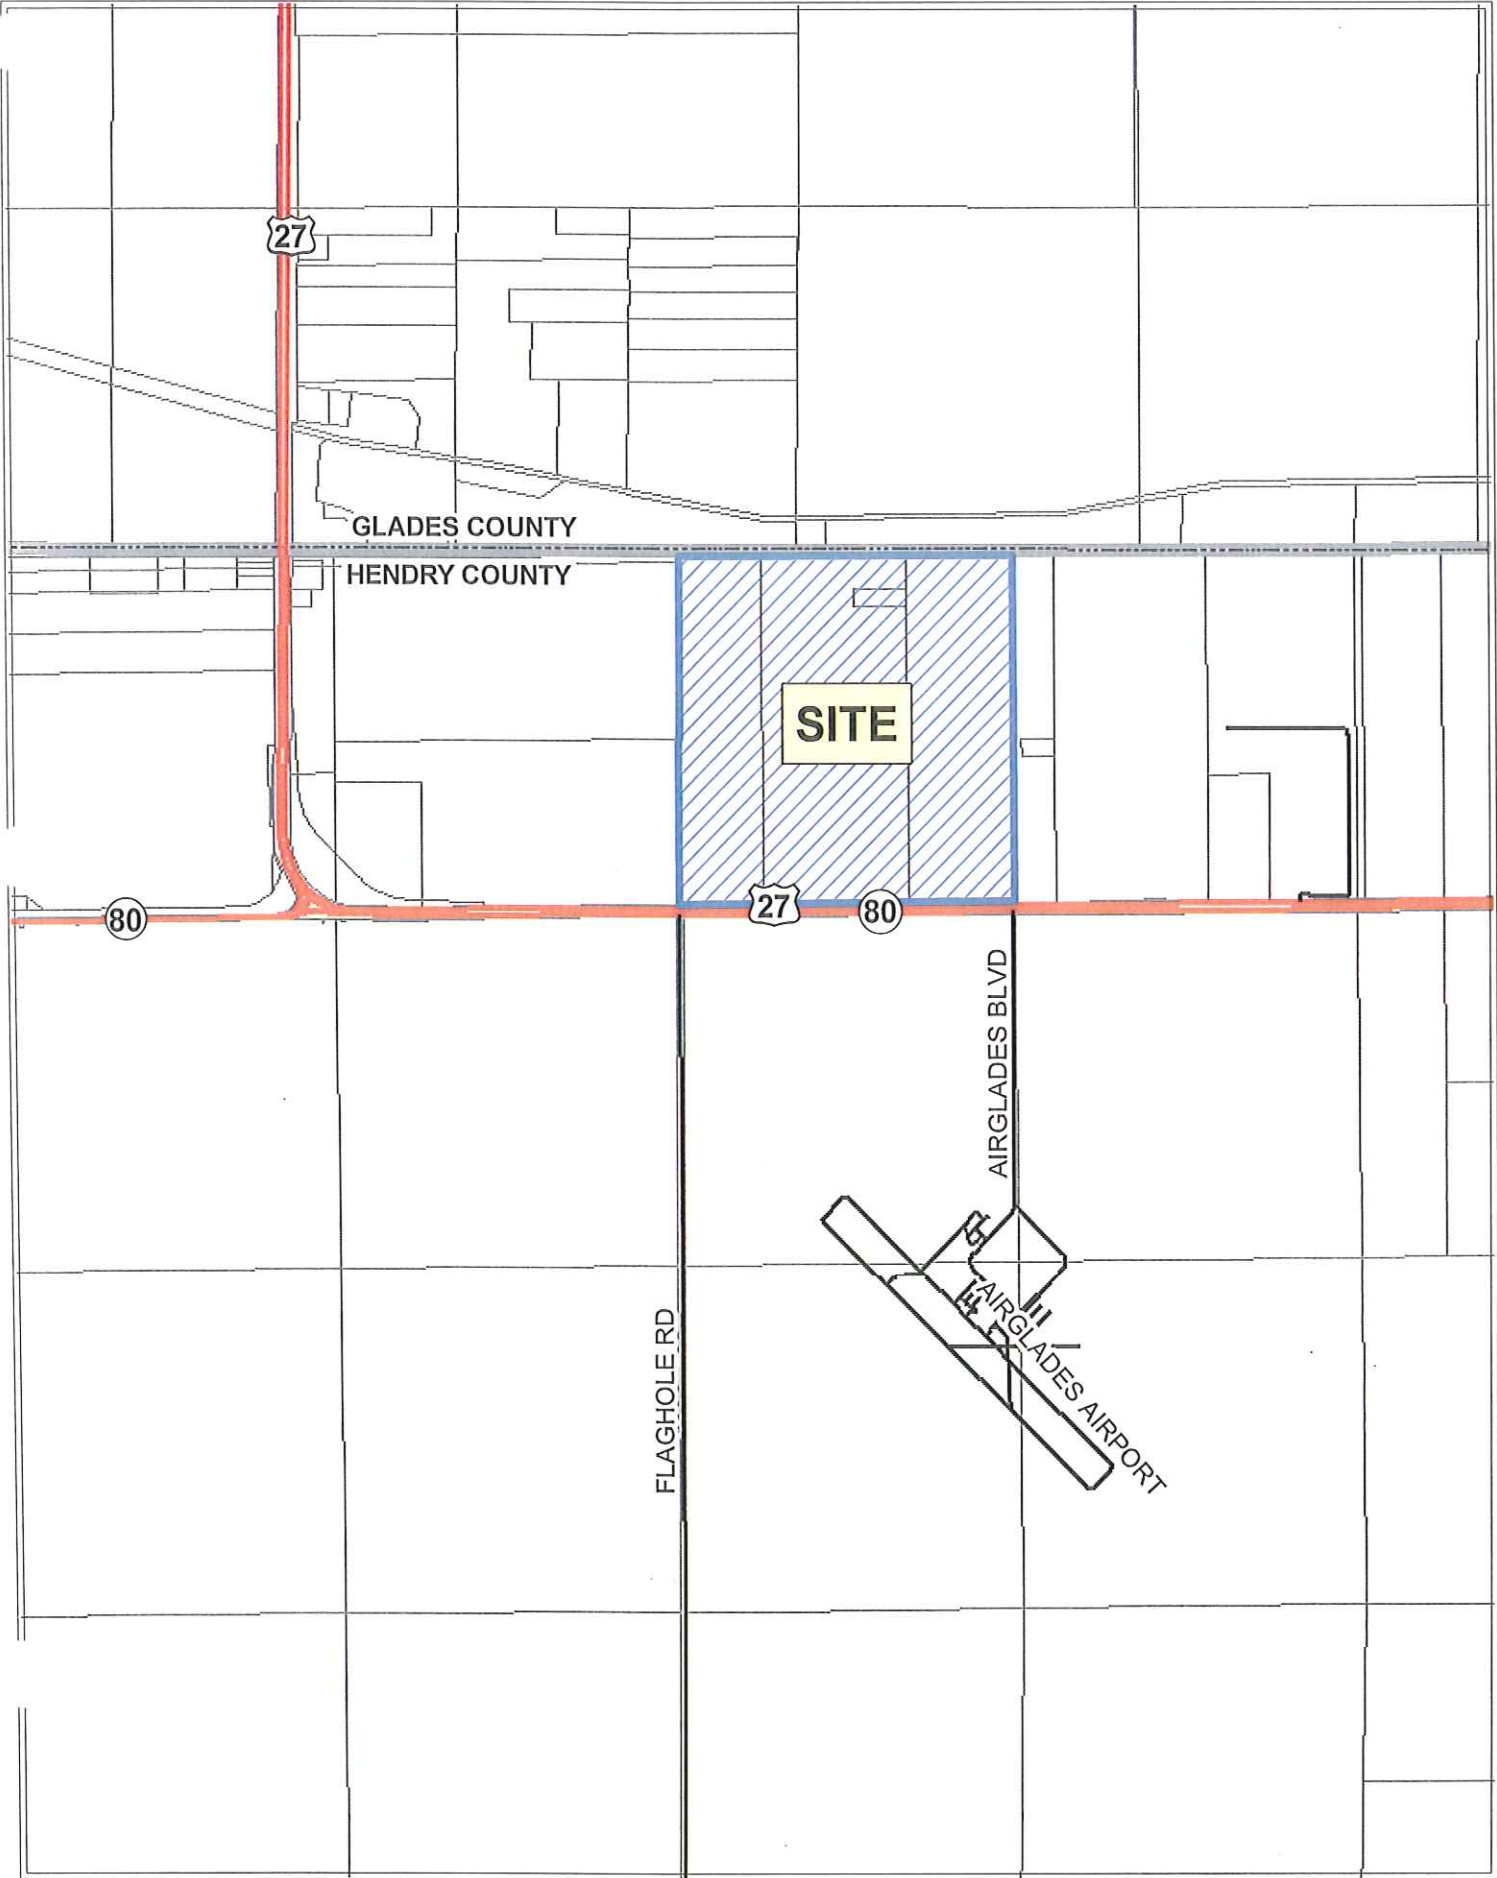 27
GLADES COUNTY
HENDRY COUNTY
SITE
80
27
80
AIRGLADES BLVD
FLAGHOLE RD
AIRGLADES AIRPORT